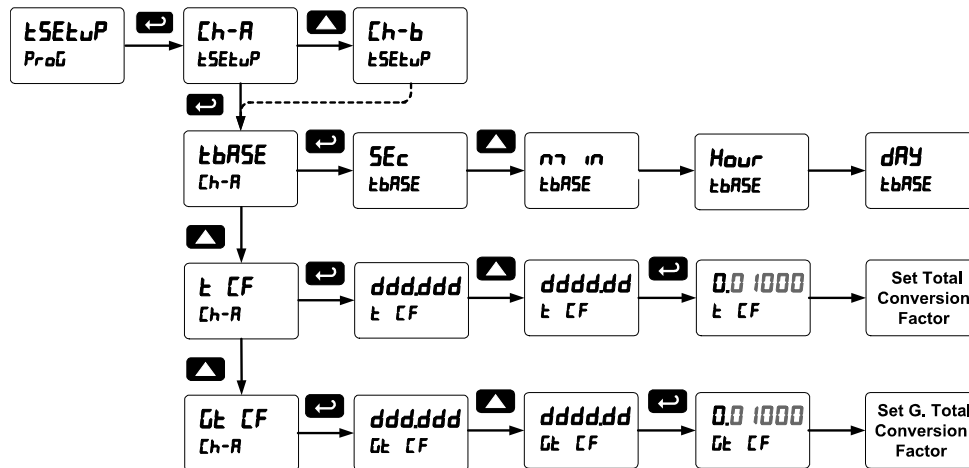 tSEtuP
ProG
Ch-A
tSEtuP
Ch-b
tSEtuP
tbASE
Ch-A
SEc
tbASE
min
tbASE
Hour
tbASE
dAY
tbASE
t CF
Ch-A
ddd.ddd
t CF
dddd.dd
t CF
0.01000
t CF
Set Total
Conversion
Factor
Gt CF
Ch-A
ddd.ddd
Gt CF
dddd.dd
Gt CF
0.01000
Gt CF
Set G. Total
Conversion
Factor